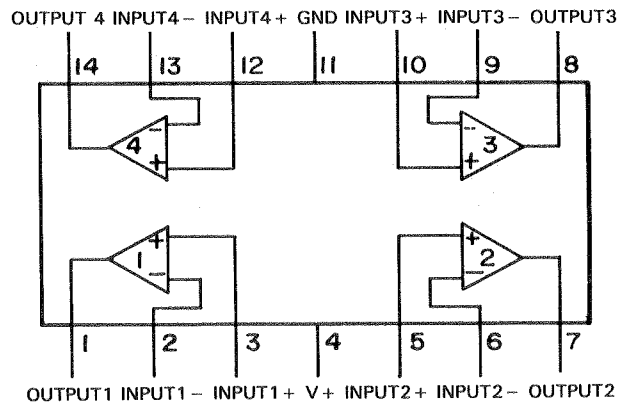 OUTPUT 4 INPUT4- INPUT4+ GND INPUT3+ INPUT3- OUTPUT3
14 13 12 11 10 9 8
- -
4 3
+ +
+ +
1 2
- -
1 2 3 4 5 6 7
OUTPUT1 INPUT1- INPUT1+ V+ INPUT2+ INPUT2- OUTPUT2